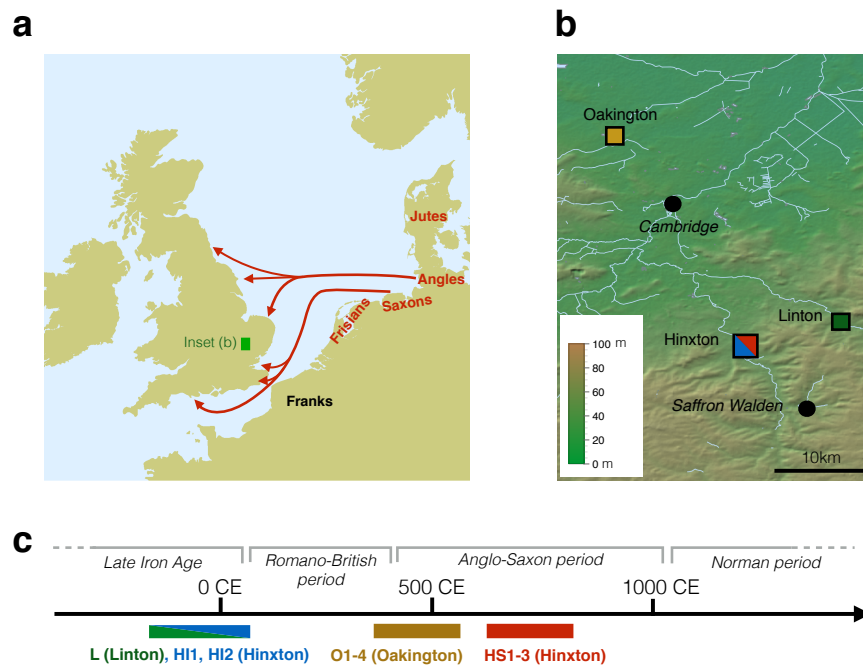 a
Jutes
Angles
Saxons
Frisians
Inset (b)
Franks
b
Oakington
Cambridge
Linton
Hinxton
Saffron Walden
100 m
80
60
40
20
0 m
10km
c
Late Iron Age
Romano-British
period
Anglo-Saxon period
Norman period
0 CE
500 CE
1000 CE
L (Linton), HI1, HI2 (Hinxton)
O1-4 (Oakington)
HS1-3 (Hinxton)